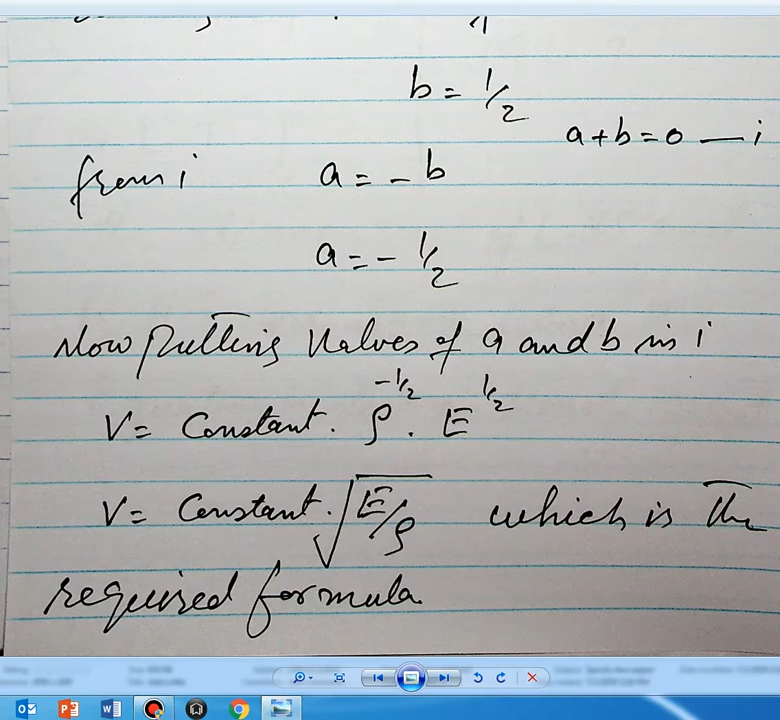 b = 1/2
a+b=0 — i
from i a = - b
a = - 1/2
Now putting values of a and b in i
V = Constant. ρ^-1/2 . E^1/2
V = Constant. √E/ρ which is the
required formula.